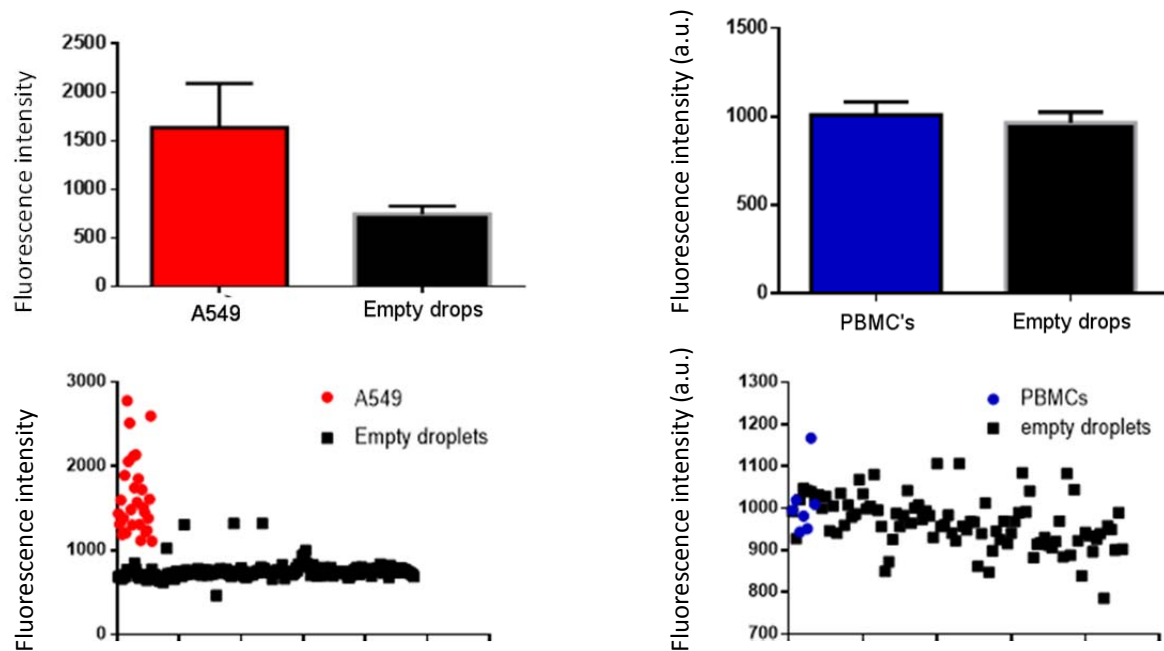 Fluorescence intensity
2500
2000
1500
1000
500
0
A549
Empty drops
Fluorescence intensity (a.u.)
1500
1000
500
0
PBMC's
Empty drops
Fluorescence intensity
3000
2000
1000
0
A549
Empty droplets
Fluorescence intensity (a.u.)
1300
1200
1100
1000
900
800
700
PBMCs
empty droplets